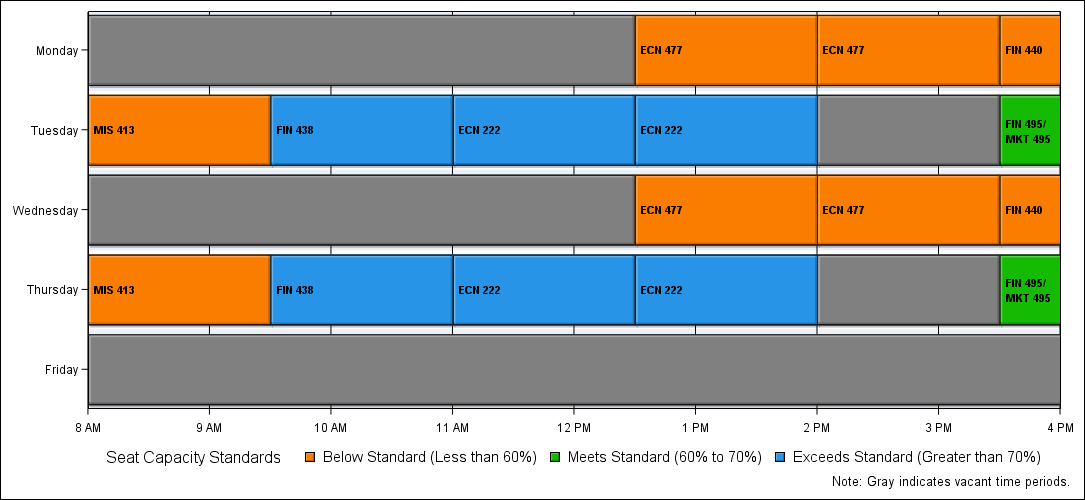 Monday
ECN 477
ECN 477
FIN 440
Tuesday
MIS 413
FIN 438
ECN 222
ECN 222
FIN 495/
MKT 495
Wednesday
ECN 477
ECN 477
FIN 440
Thursday
MIS 413
FIN 438
ECN 222
ECN 222
FIN 495/
MKT 495
Friday
8 AM 9 AM 10 AM 11 AM 12 PM 1 PM 2 PM 3 PM 4 PM
Seat Capacity Standards Below Standard (Less than 60%) Meets Standard (60% to 70%) Exceeds Standard (Greater than 70%)
Note: Gray indicates vacant time periods.